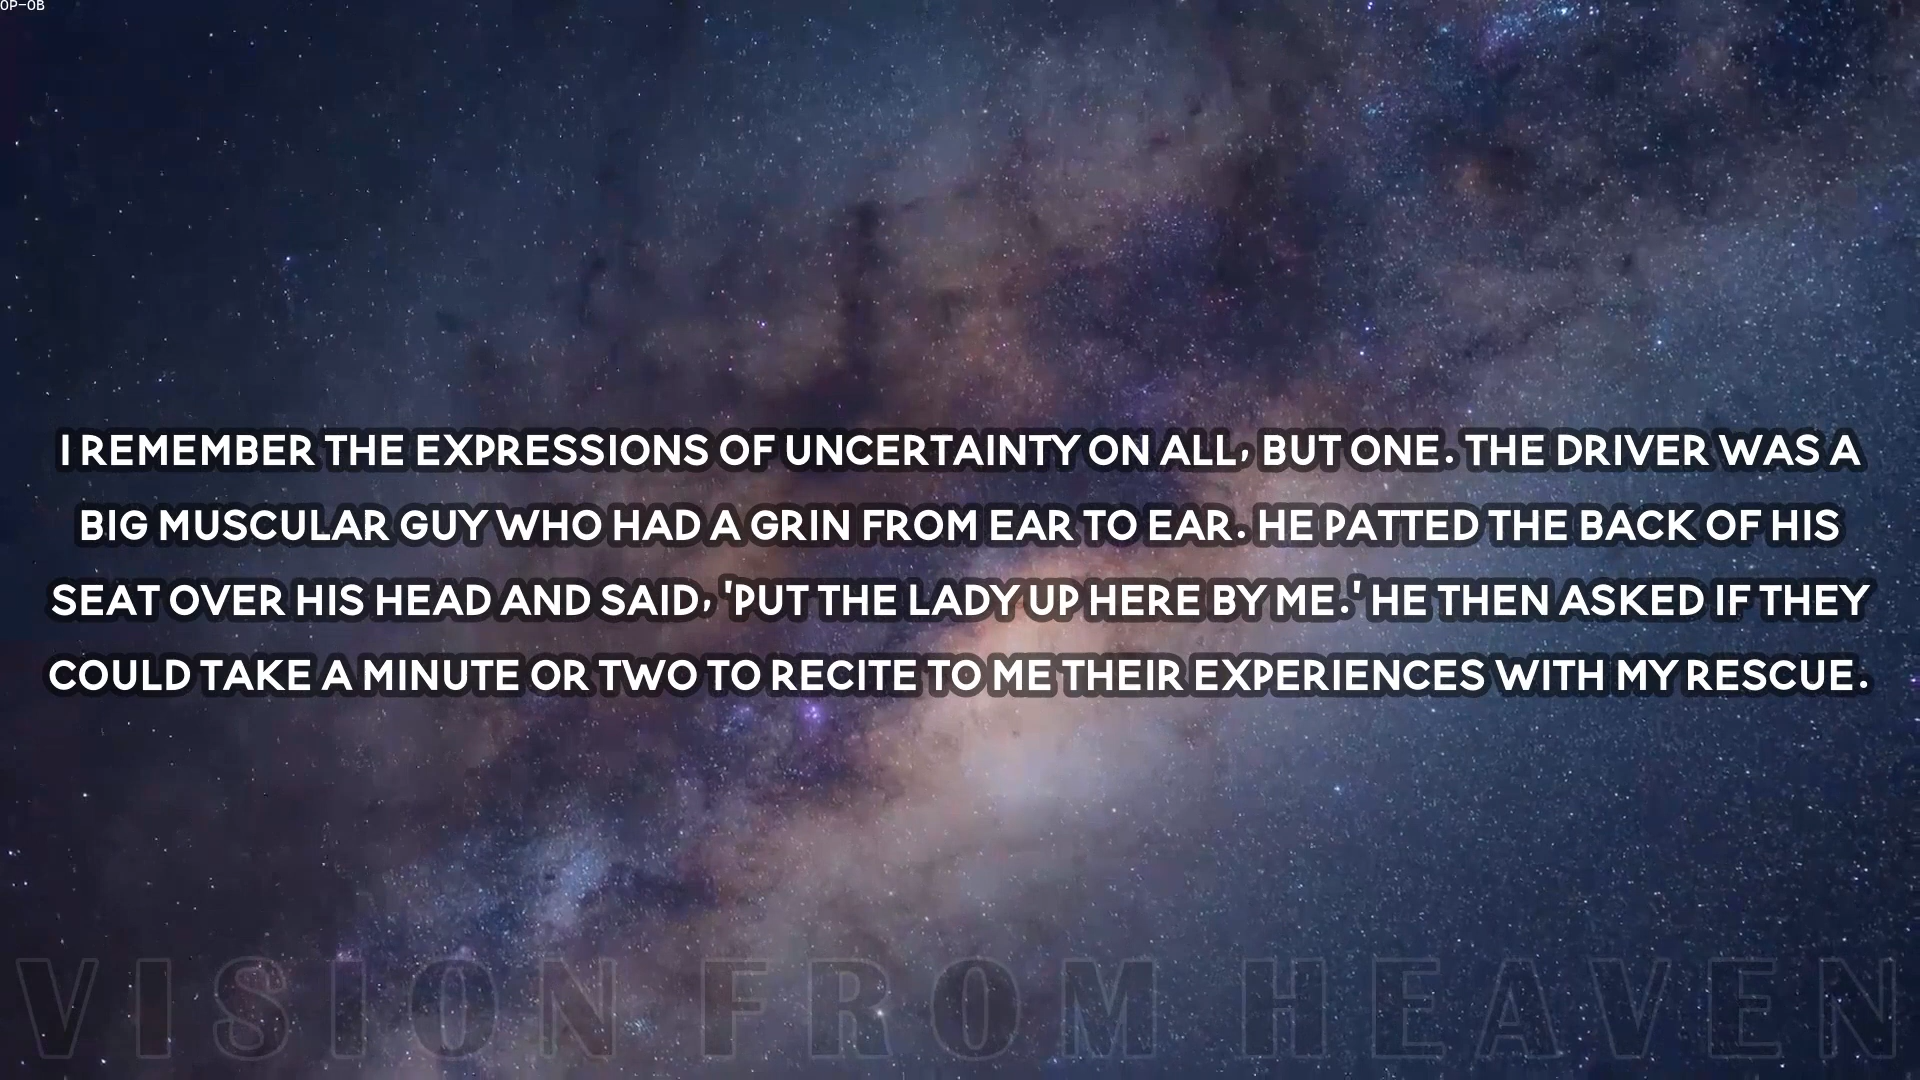 OP-OB
I REMEMBER THE EXPRESSIONS OF UNCERTAINTY ON ALL, BUT ONE. THE DRIVER WAS A
BIG MUSCULAR GUY WHO HAD A GRIN FROM EAR TO EAR. HE PATTED THE BACK OF HIS
SEAT OVER HIS HEAD AND SAID, 'PUT THE LADY UP HERE BY ME.' HE THEN ASKED IF THEY
COULD TAKE A MINUTE OR TWO TO RECITE TO ME THEIR EXPERIENCES WITH MY RESCUE.
VISION FROM HEAVEN